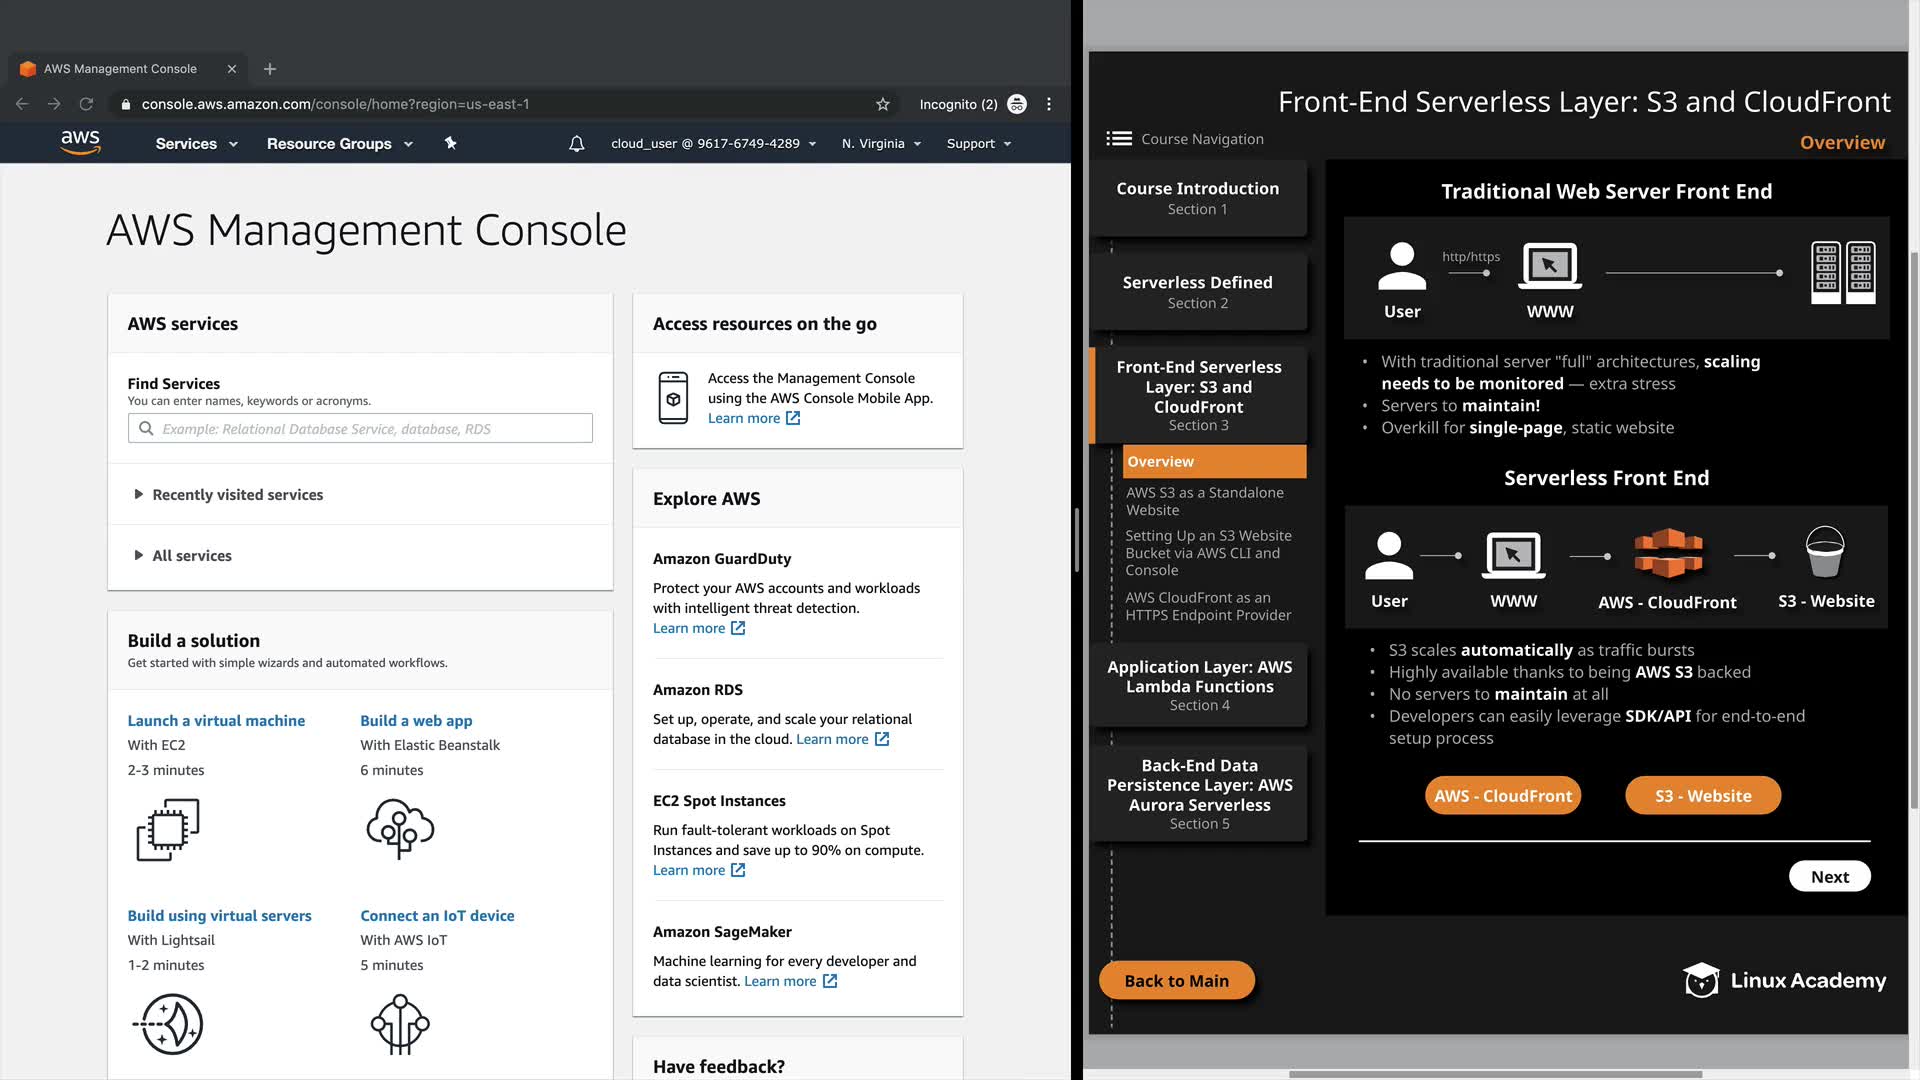 AWS Management Console
console.aws.amazon.com/console/home?region=us-east-1
Incognito (2)
aws
Services
Resource Groups
cloud_user @ 9617-6749-4289
N. Virginia
Support
AWS Management Console
AWS services
Find Services
You can enter names, keywords or acronyms.
Example: Relational Database Service, database, RDS
Recently visited services
All services
Build a solution
Get started with simple wizards and automated workflows.
Launch a virtual machine
With EC2
2-3 minutes
Build a web app
With Elastic Beanstalk
6 minutes
Build using virtual servers
With Lightsail
1-2 minutes
Connect an IoT device
With AWS IoT
5 minutes
Access resources on the go
Access the Management Console
using the AWS Console Mobile App.
Learn more
Explore AWS
Amazon GuardDuty
Protect your AWS accounts and workloads
with intelligent threat detection.
Learn more
Amazon RDS
Set up, operate, and scale your relational
database in the cloud. Learn more
EC2 Spot Instances
Run fault-tolerant workloads on Spot
Instances and save up to 90% on compute.
Learn more
Amazon SageMaker
Machine learning for every developer and
data scientist. Learn more
Have feedback?
Front-End Serverless Layer: S3 and CloudFront
Course Navigation
Overview
Course Introduction
Section 1
Serverless Defined
Section 2
Front-End Serverless
Layer: S3 and
CloudFront
Section 3
Overview
AWS S3 as a Standalone
Website
Setting Up an S3 Website
Bucket via AWS CLI and
Console
AWS CloudFront as an
HTTPS Endpoint Provider
Application Layer: AWS
Lambda Functions
Section 4
Back-End Data
Persistence Layer: AWS
Aurora Serverless
Section 5
Back to Main
Traditional Web Server Front End
http/https
User
WWW
• With traditional server "full" architectures, scaling
needs to be monitored — extra stress
• Servers to maintain!
• Overkill for single-page, static website
Serverless Front End
User
WWW
AWS - CloudFront
S3 - Website
• S3 scales automatically as traffic bursts
• Highly available thanks to being AWS S3 backed
• No servers to maintain at all
• Developers can easily leverage SDK/API for end-to-end
setup process
AWS - CloudFront
S3 - Website
Next
Linux Academy